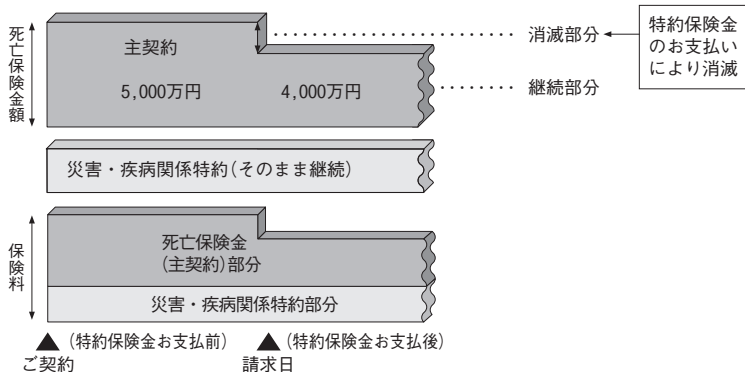 死亡保険金額
主契約
5,000万円
4,000万円
消滅部分
継続部分
特約保険金
のお支払い
により消滅
災害・疾病関係特約(そのまま継続)
保険料
死亡保険金
(主契約)部分
災害・疾病関係特約部分
▲ (特約保険金お支払前)
ご契約
▲ (特約保険金お支払後)
請求日